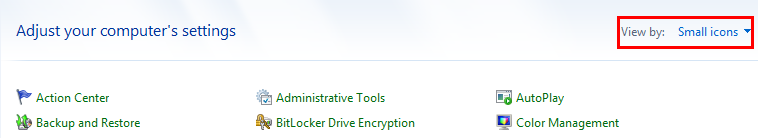 Adjust your computer's settings View by: Small icons
Action Center Administrative Tools AutoPlay
Backup and Restore BitLocker Drive Encryption Color Management